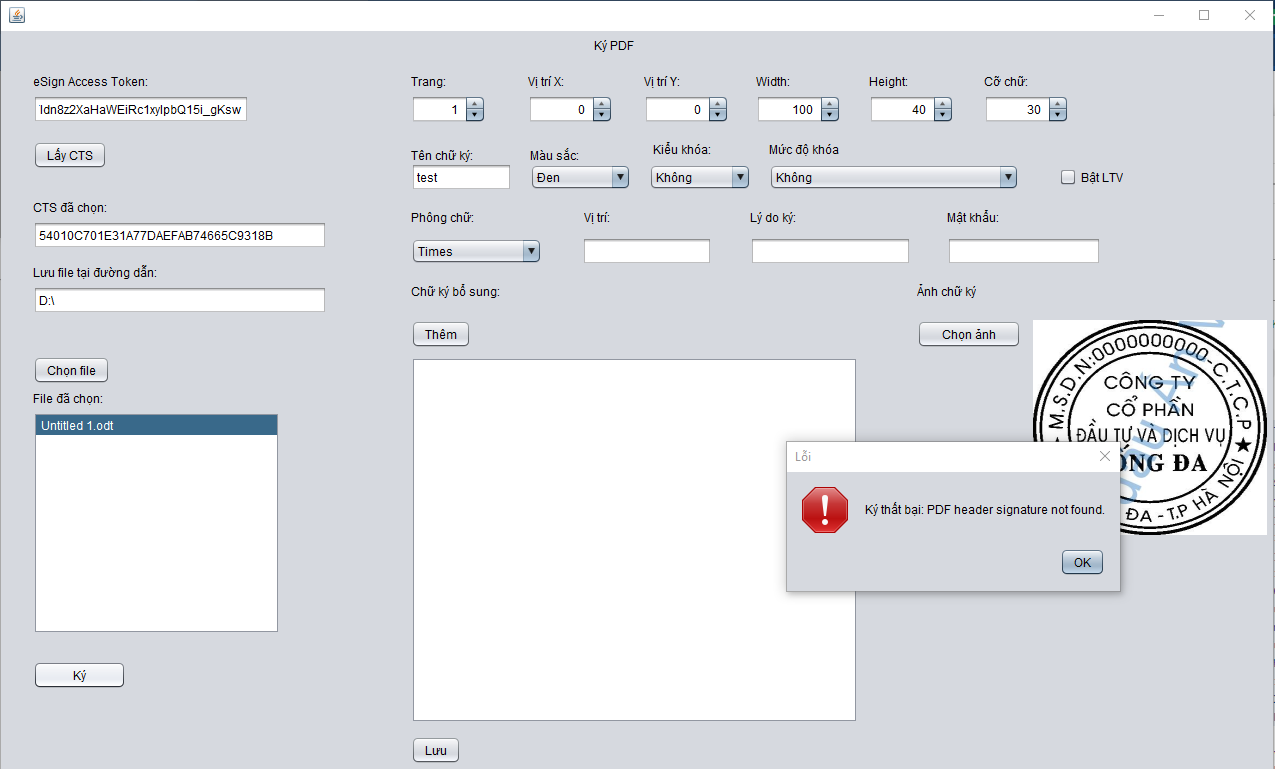 Ký PDF
eSign Access Token:
Idn8z2XaHaWEiRc1xylpbQ15i_gKsw
Lấy CTS
CTS đã chọn:
54010C701E31A77DAEFAB74665C9318B
Lưu file tại đường dẫn:
D:\
Chọn file
File đã chọn:
Untitled 1.odt
Ký
Trang: Vị trí X: Vị trí Y: Width: Height: Cỡ chữ:
1 0 0 100 40 30
Tên chữ ký: Màu sắc: Kiểu khóa: Mức độ khóa
test Đen Không Không Bật LTV
Phông chữ: Vị trí: Lý do ký: Mật khẩu:
Times
Chữ ký bổ sung: Ảnh chữ ký
Thêm Chọn ảnh
M.S.D.N:0000000000-C.T.C.P
CÔNG TY
CỔ PHẦN
ĐẦU TƯ VÀ DỊCH VỤ
ỐNG ĐA
ĐA - T.P HÀ NỘI
Lỗi
Ký thất bại: PDF header signature not found.
OK
Lưu